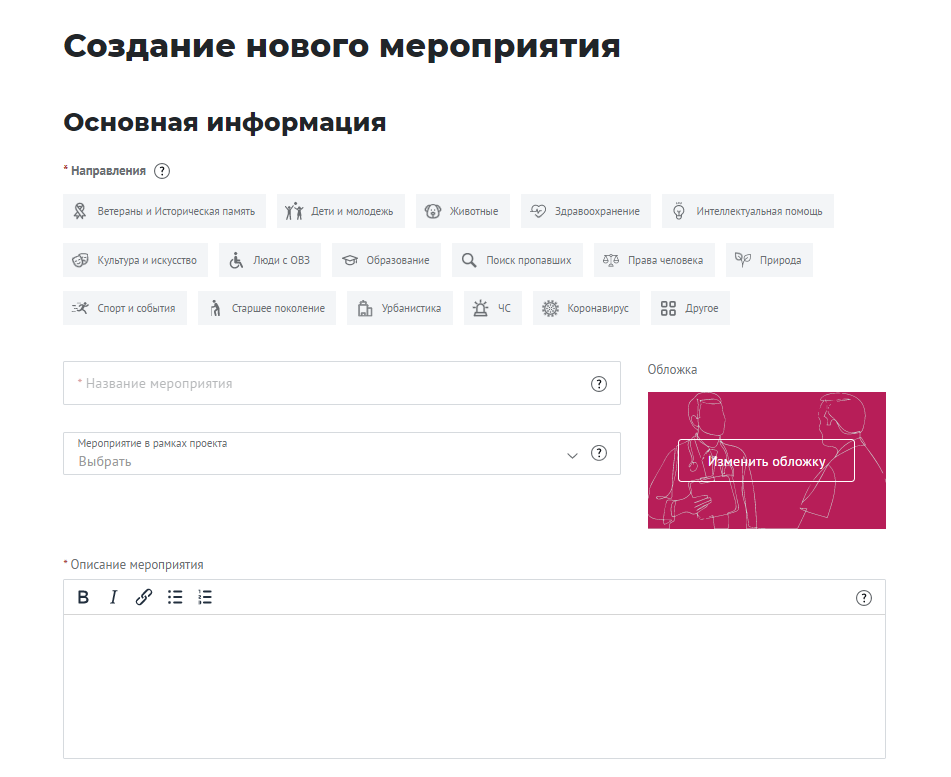 Создание нового мероприятия
Основная информация
* Направления ?
Ветераны и Историческая память Дети и молодежь Животные Здравоохранение Интеллектуальная помощь
Культура и искусство Люди с ОВЗ Образование Поиск пропавших Права человека Природа
Спорт и события Старшее поколение Урбанистика ЧС Коронавирус Другое
* Название мероприятия ?
Обложка
Мероприятие в рамках проекта
Выбрать ?
Изменить обложку
* Описание мероприятия
B I ?